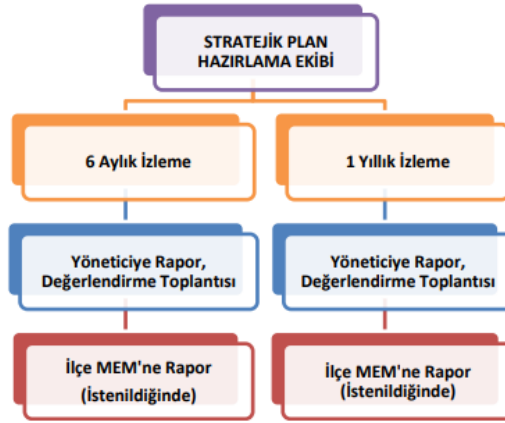 STRATEJİK PLAN
HAZIRLAMA EKİBİ
6 Aylık İzleme
1 Yıllık İzleme
Yöneticiye Rapor,
Değerlendirme Toplantısı
Yöneticiye Rapor,
Değerlendirme Toplantısı
İlçe MEM'ne Rapor
(İstenildiğinde)
İlçe MEM'ne Rapor
(İstenildiğinde)